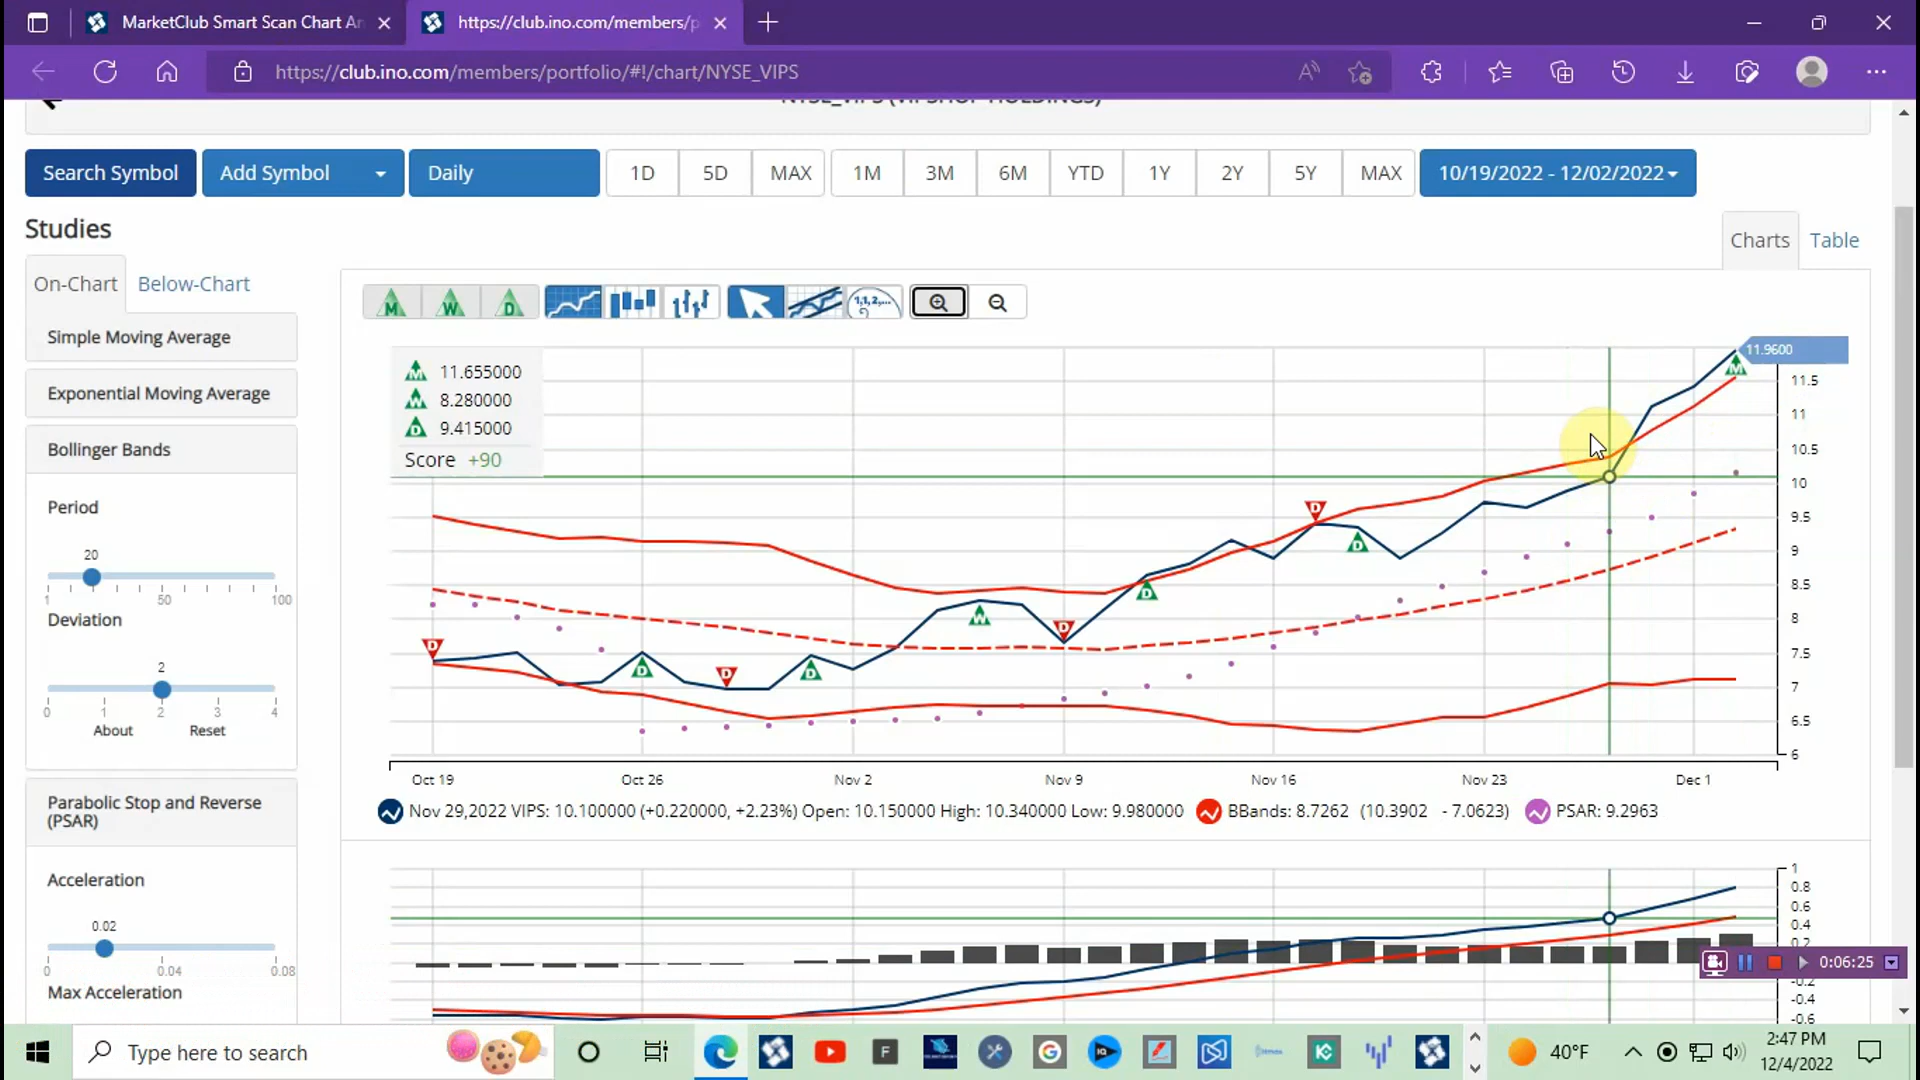 MarketClub Smart Scan Chart An
https://club.ino.com/members/p
https://club.ino.com/members/portfolio/#!/chart/NYSE_VIPS
NYSE_VIPS (VIPSHOP HOLDINGS)
Search Symbol
Add Symbol
Daily
1D 5D MAX 1M 3M 6M YTD 1Y 2Y 5Y MAX
10/19/2022 - 12/02/2022
Studies
Charts Table
On-Chart Below-Chart
Simple Moving Average
Exponential Moving Average
Bollinger Bands
Period
20
1 50 100
Deviation
2
0 1 2 3 4
About Reset
Parabolic Stop and Reverse
(PSAR)
Acceleration
0.02
0 0.04 0.08
Max Acceleration
M W D
1,1,2,...
M 11.655000
W 8.280000
D 9.415000
Score +90
11.9600
11.5
11
10.5
10
9.5
9
8.5
8
7.5
7
6.5
6
D D D D W D D D D M
Oct 19 Oct 26 Nov 2 Nov 9 Nov 16 Nov 23 Dec 1
Nov 29,2022 VIPS: 10.100000 (+0.220000, +2.23%) Open: 10.150000 High: 10.340000 Low: 9.980000 BBands: 8.7262 (10.3902 - 7.0623) PSAR: 9.2963
1
0.8
0.6
0.4
0.2
-0.2
-0.4
-0.6
0:06:25
Type here to search
40°F
2:47 PM
12/4/2022